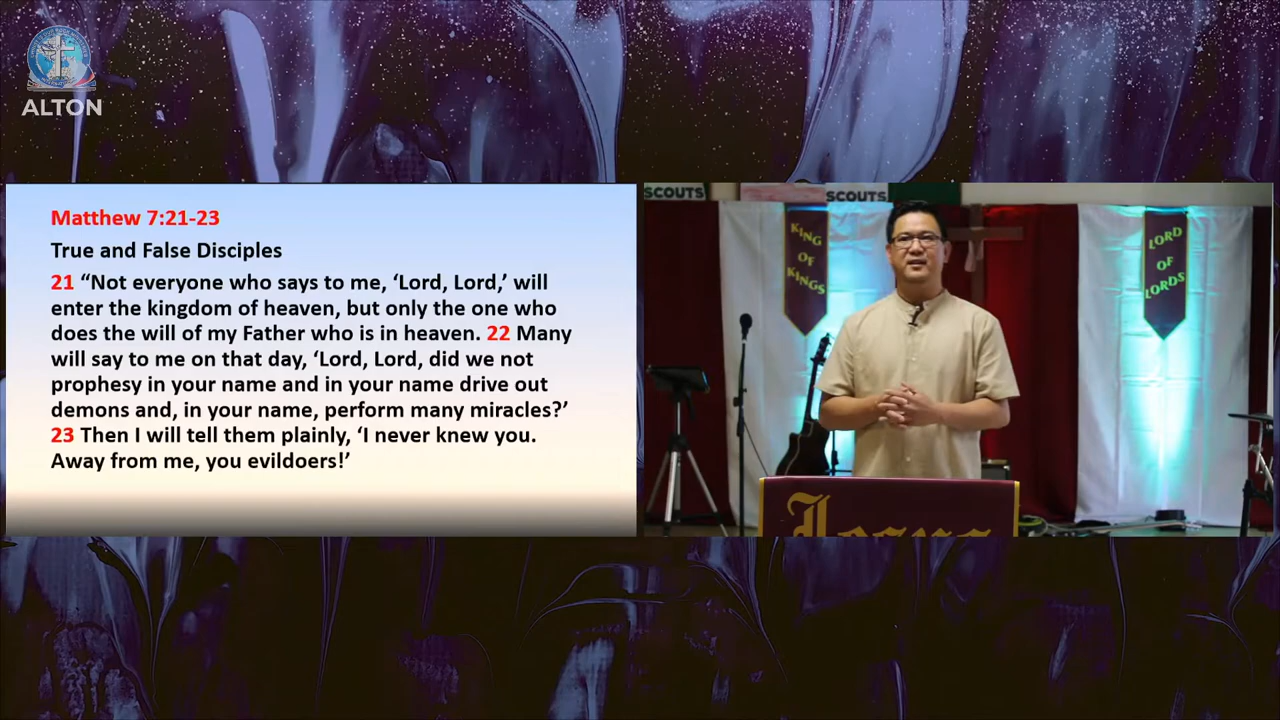 ALTON
Matthew 7:21-23
True and False Disciples
21 “Not everyone who says to me, ‘Lord, Lord,’ will
enter the kingdom of heaven, but only the one who
does the will of my Father who is in heaven. 22 Many
will say to me on that day, ‘Lord, Lord, did we not
prophesy in your name and in your name drive out
demons and, in your name, perform many miracles?’
23 Then I will tell them plainly, ‘I never knew you.
Away from me, you evildoers!’
SCOUTS
SCOUTS
KING
OF
KINGS
LORD
OF
LORDS
Jesus